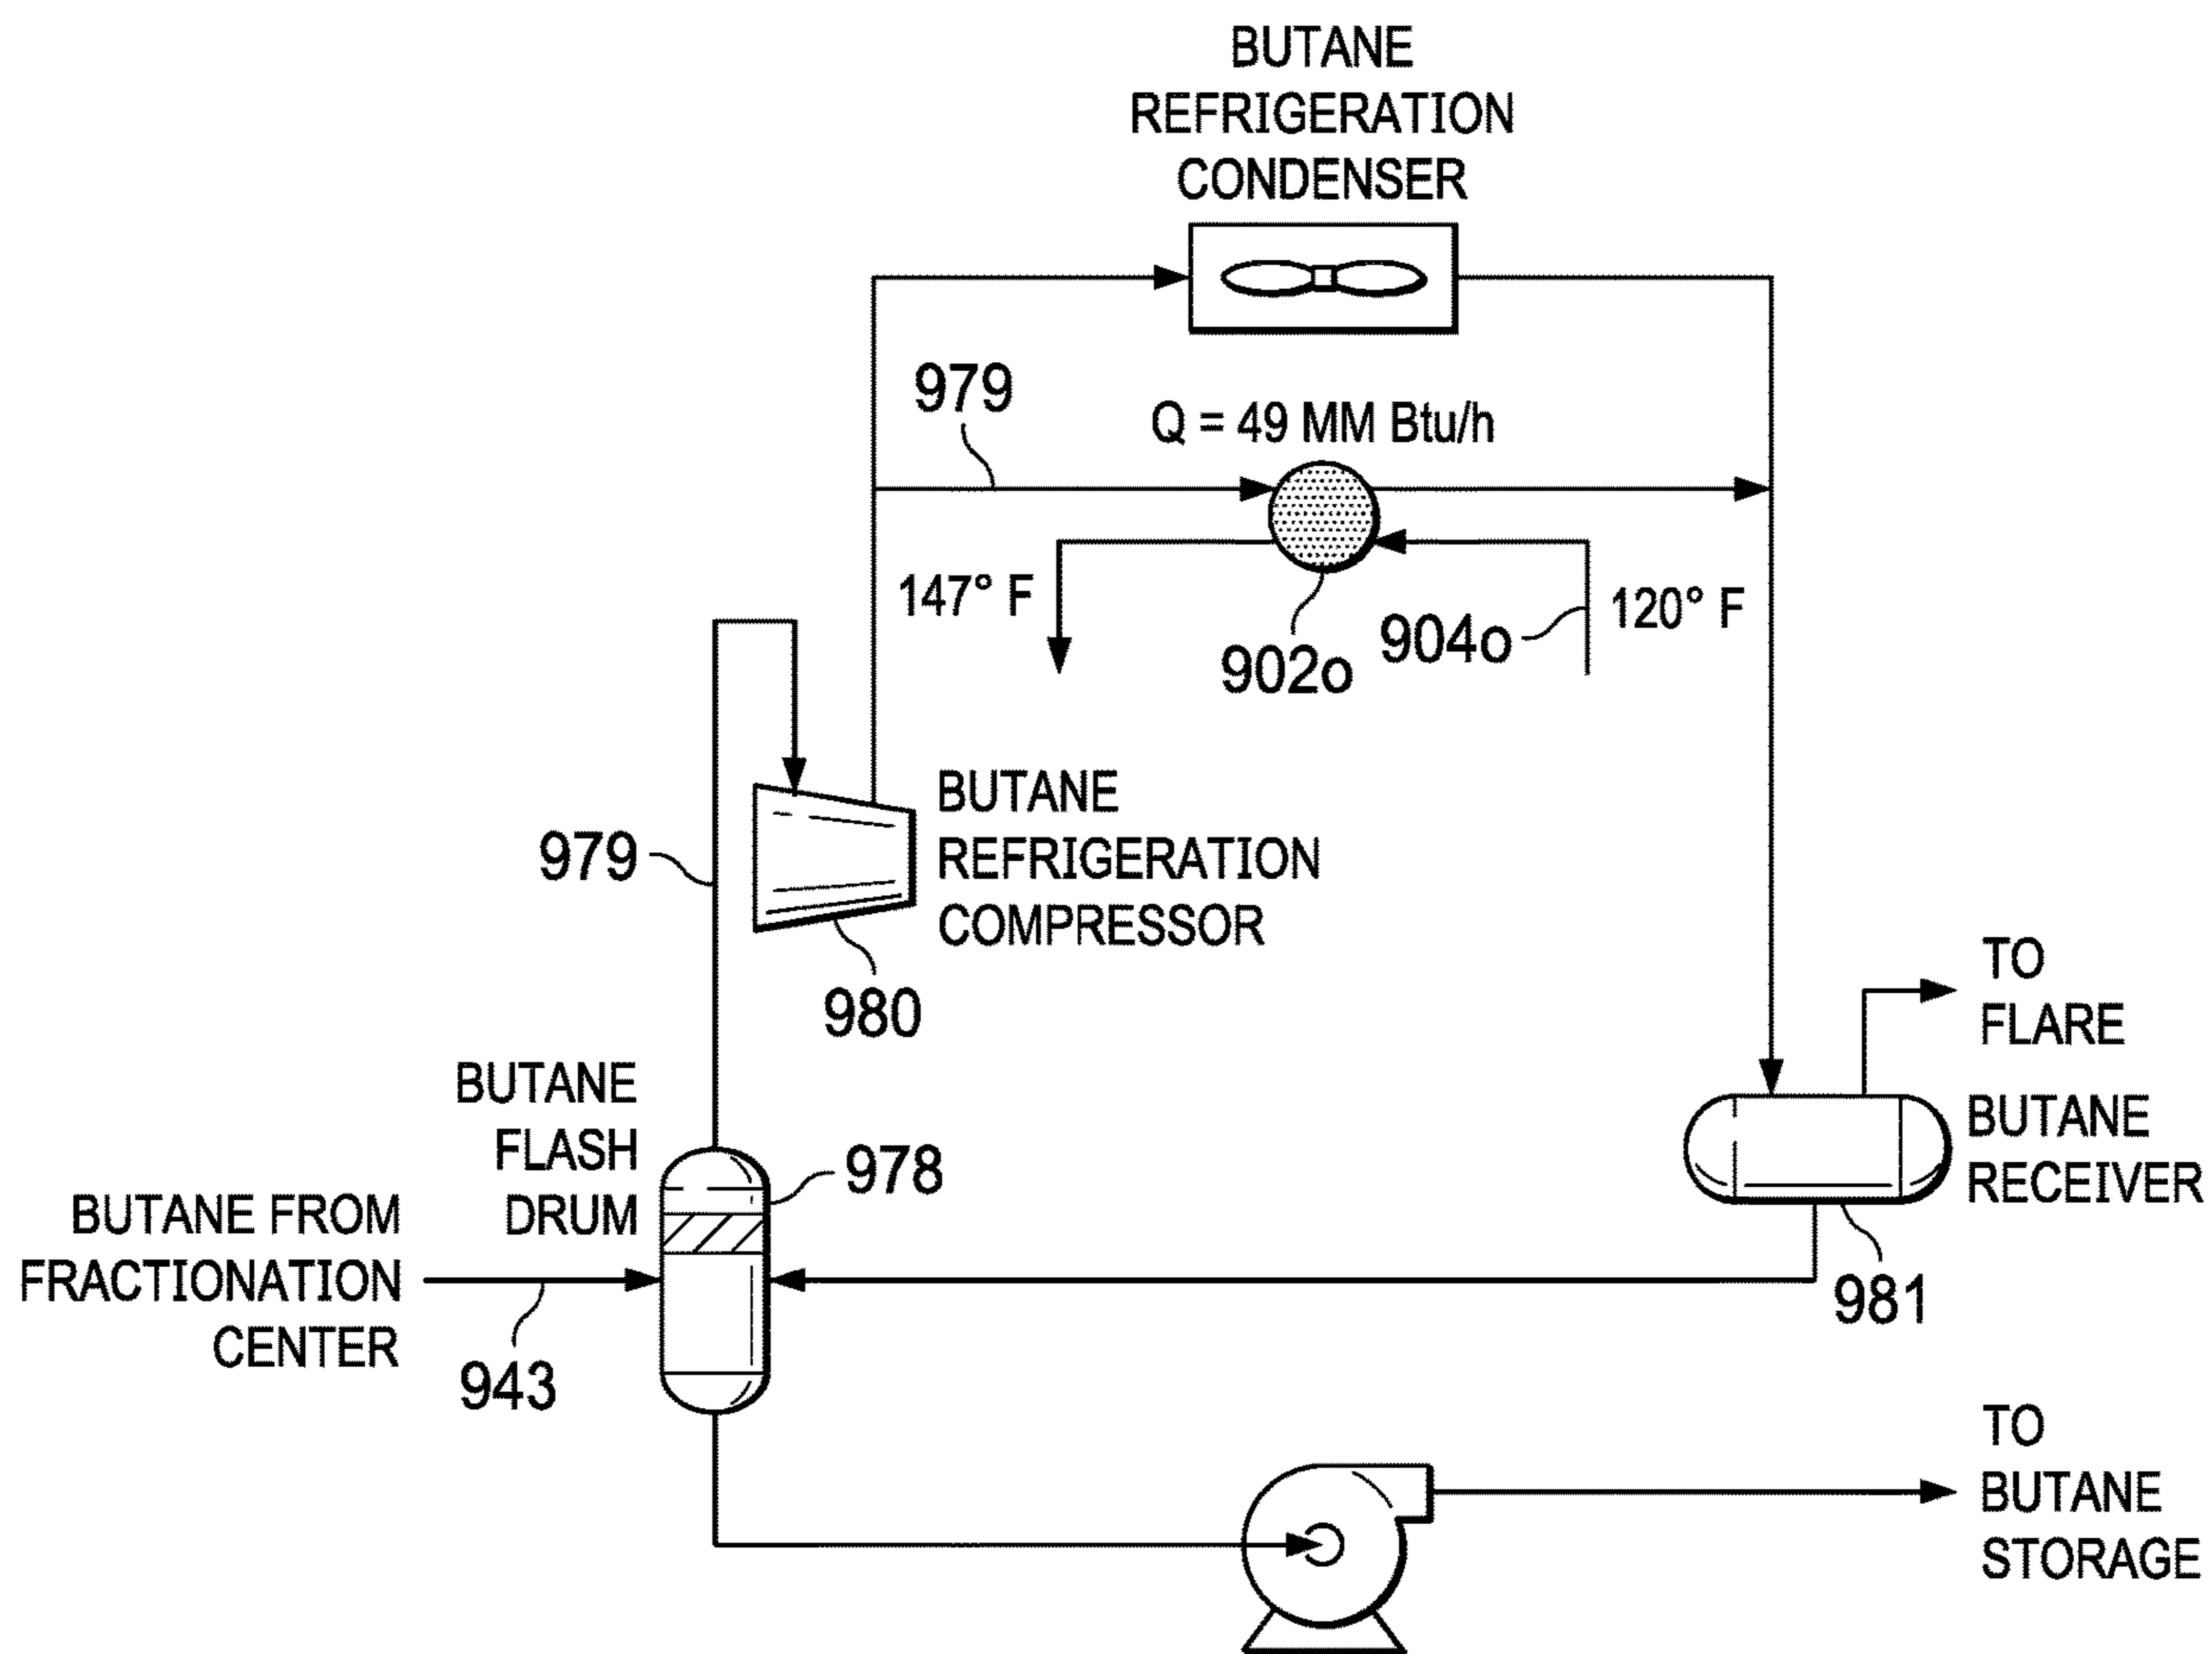 BUTANE
REFRIGERATION
CONDENSER
979
Q = 49 MM Btu/h
147° F
902o
904o
120° F
979
BUTANE
REFRIGERATION
COMPRESSOR
980
TO
FLARE
BUTANE
FLASH
DRUM
978
BUTANE
RECEIVER
981
BUTANE FROM
FRACTIONATION
CENTER
943
TO
BUTANE
STORAGE